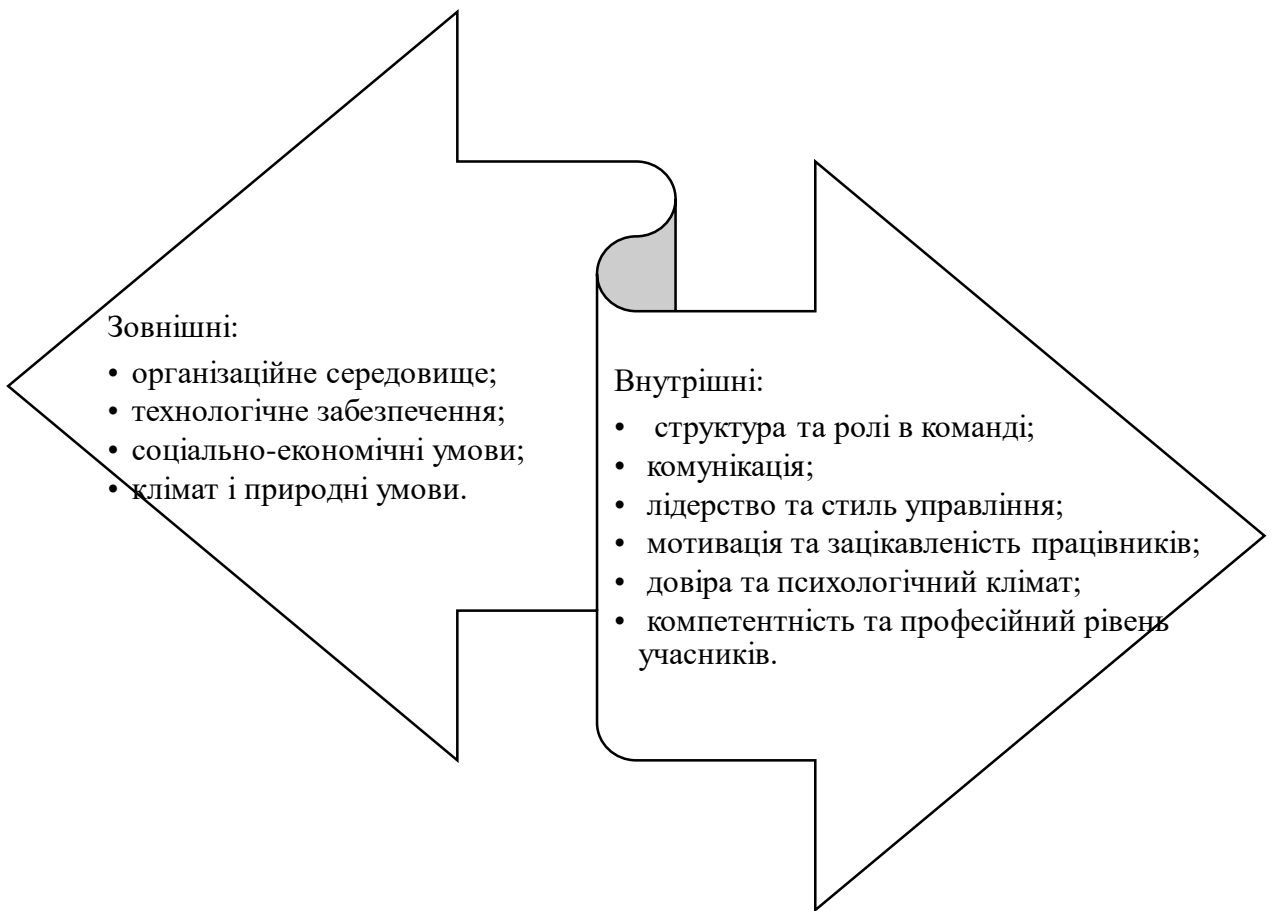 Зовнішні:
• організаційне середовище;
• технологічне забезпечення;
• соціально-економічні умови;
• клімат і природні умови.
Внутрішні:
• структура та ролі в команді;
• комунікація;
• лідерство та стиль управління;
• мотивація та зацікавленість працівників;
• довіра та психологічний клімат;
• компетентність та професійний рівень
учасників.